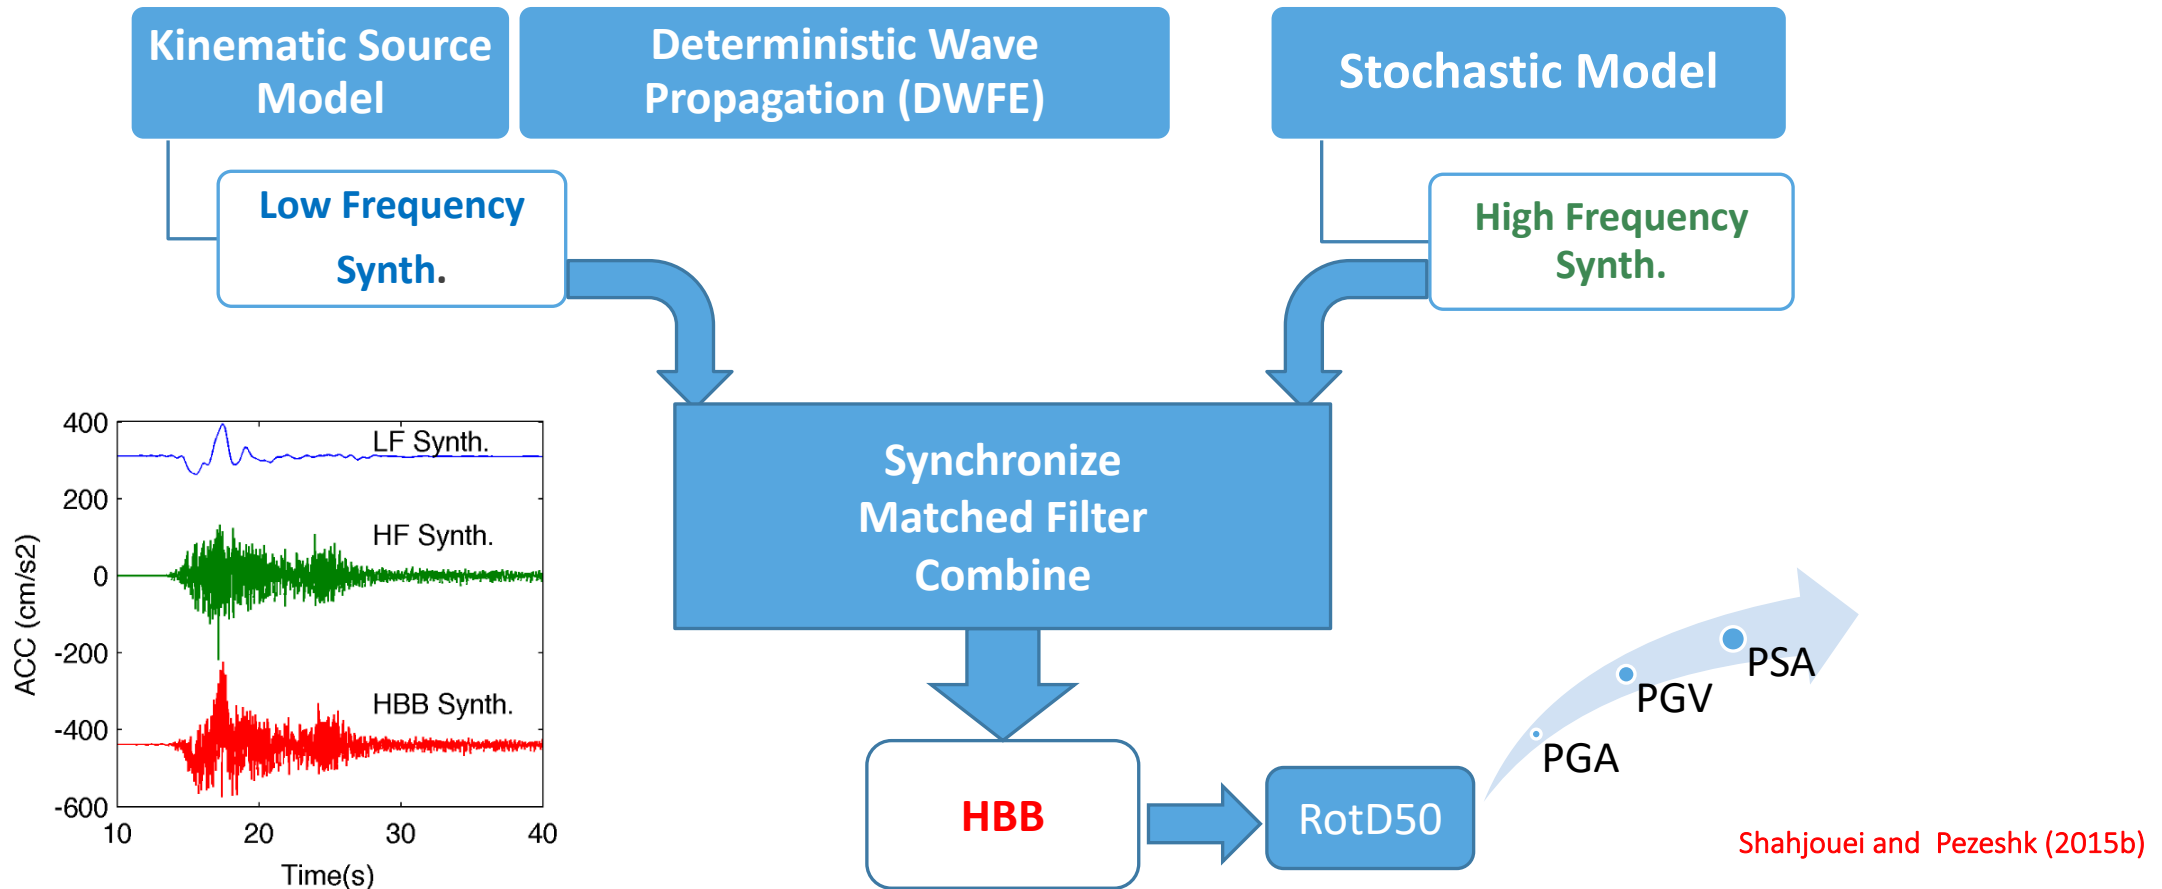 Kinematic Source
Model
Deterministic Wave
Propagation (DWFE)
Stochastic Model
Low Frequency
Synth.
High Frequency
Synth.
Synchronize
Matched Filter
Combine
400
200
0
-200
-400
-600
10
20
30
40
ACC (cm/s2)
Time(s)
LF Synth.
HF Synth.
HBB Synth.
HBB
RotD50
PGA
PGV
PSA
Shahjouei and Pezeshk (2015b)